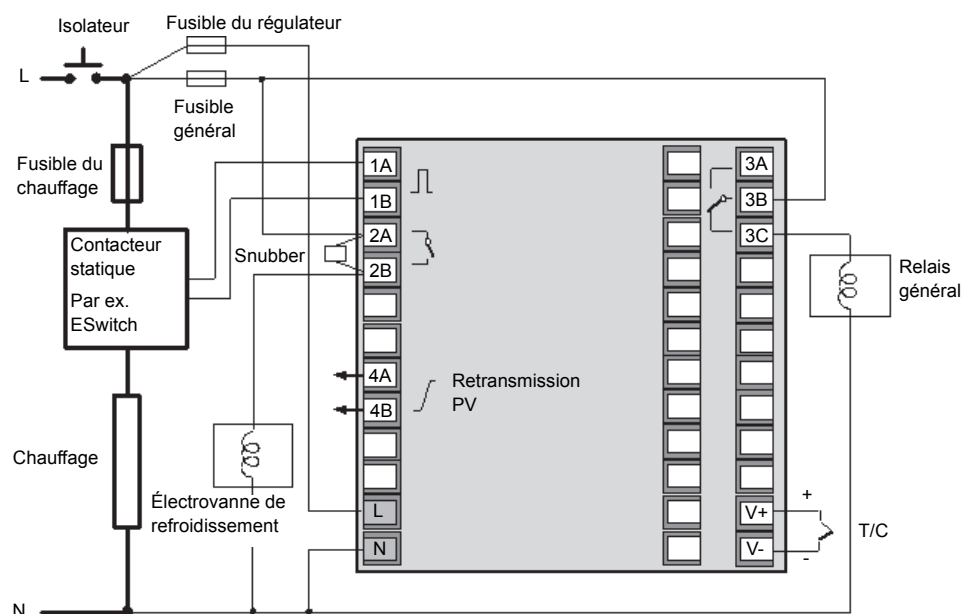 Isolateur
Fusible du régulateur
L
Fusible
général
Fusible du
chauffage
Contacteur
statique
Par ex.
ESwitch
Snubber
1A
1B
2A
2B
4A
4B
L
N
Retransmission
PV
3A
3B
3C
V+
V-
Relais
général
+
T/C
-
Chauffage
Électrovanne de
refroidissement
N